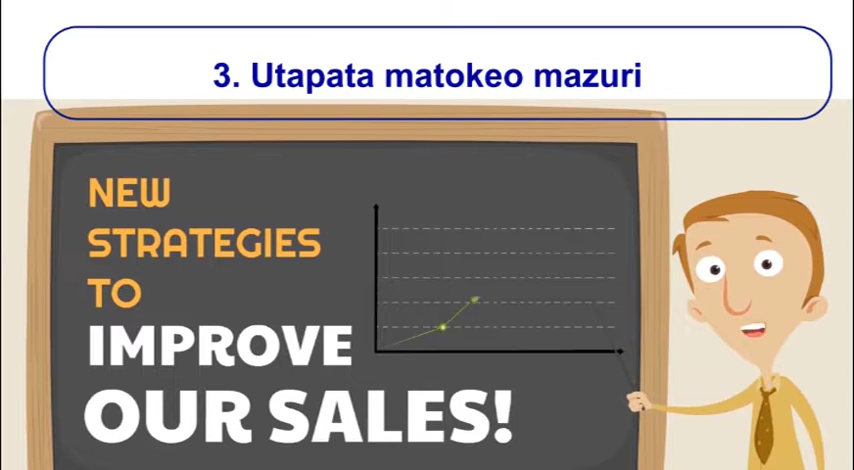 3. Utapata matokeo mazuri
NEW
STRATEGIES
TO
IMPROVE
OUR SALES!